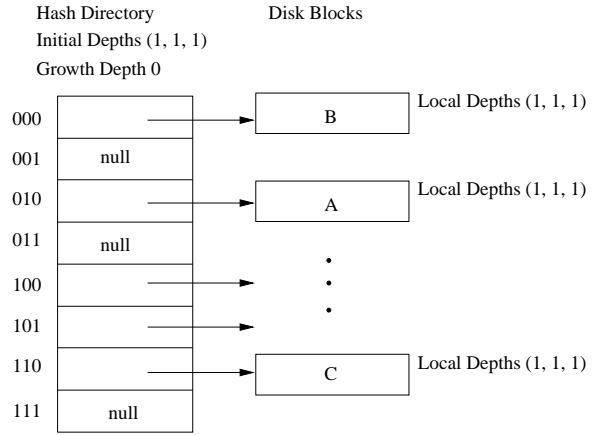 Hash Directory
Disk Blocks
Initial Depths (1, 1, 1)
Growth Depth 0
000
B
Local Depths (1, 1, 1)
001
null
010
A
Local Depths (1, 1, 1)
011
null
100
101
110
C
Local Depths (1, 1, 1)
111
null